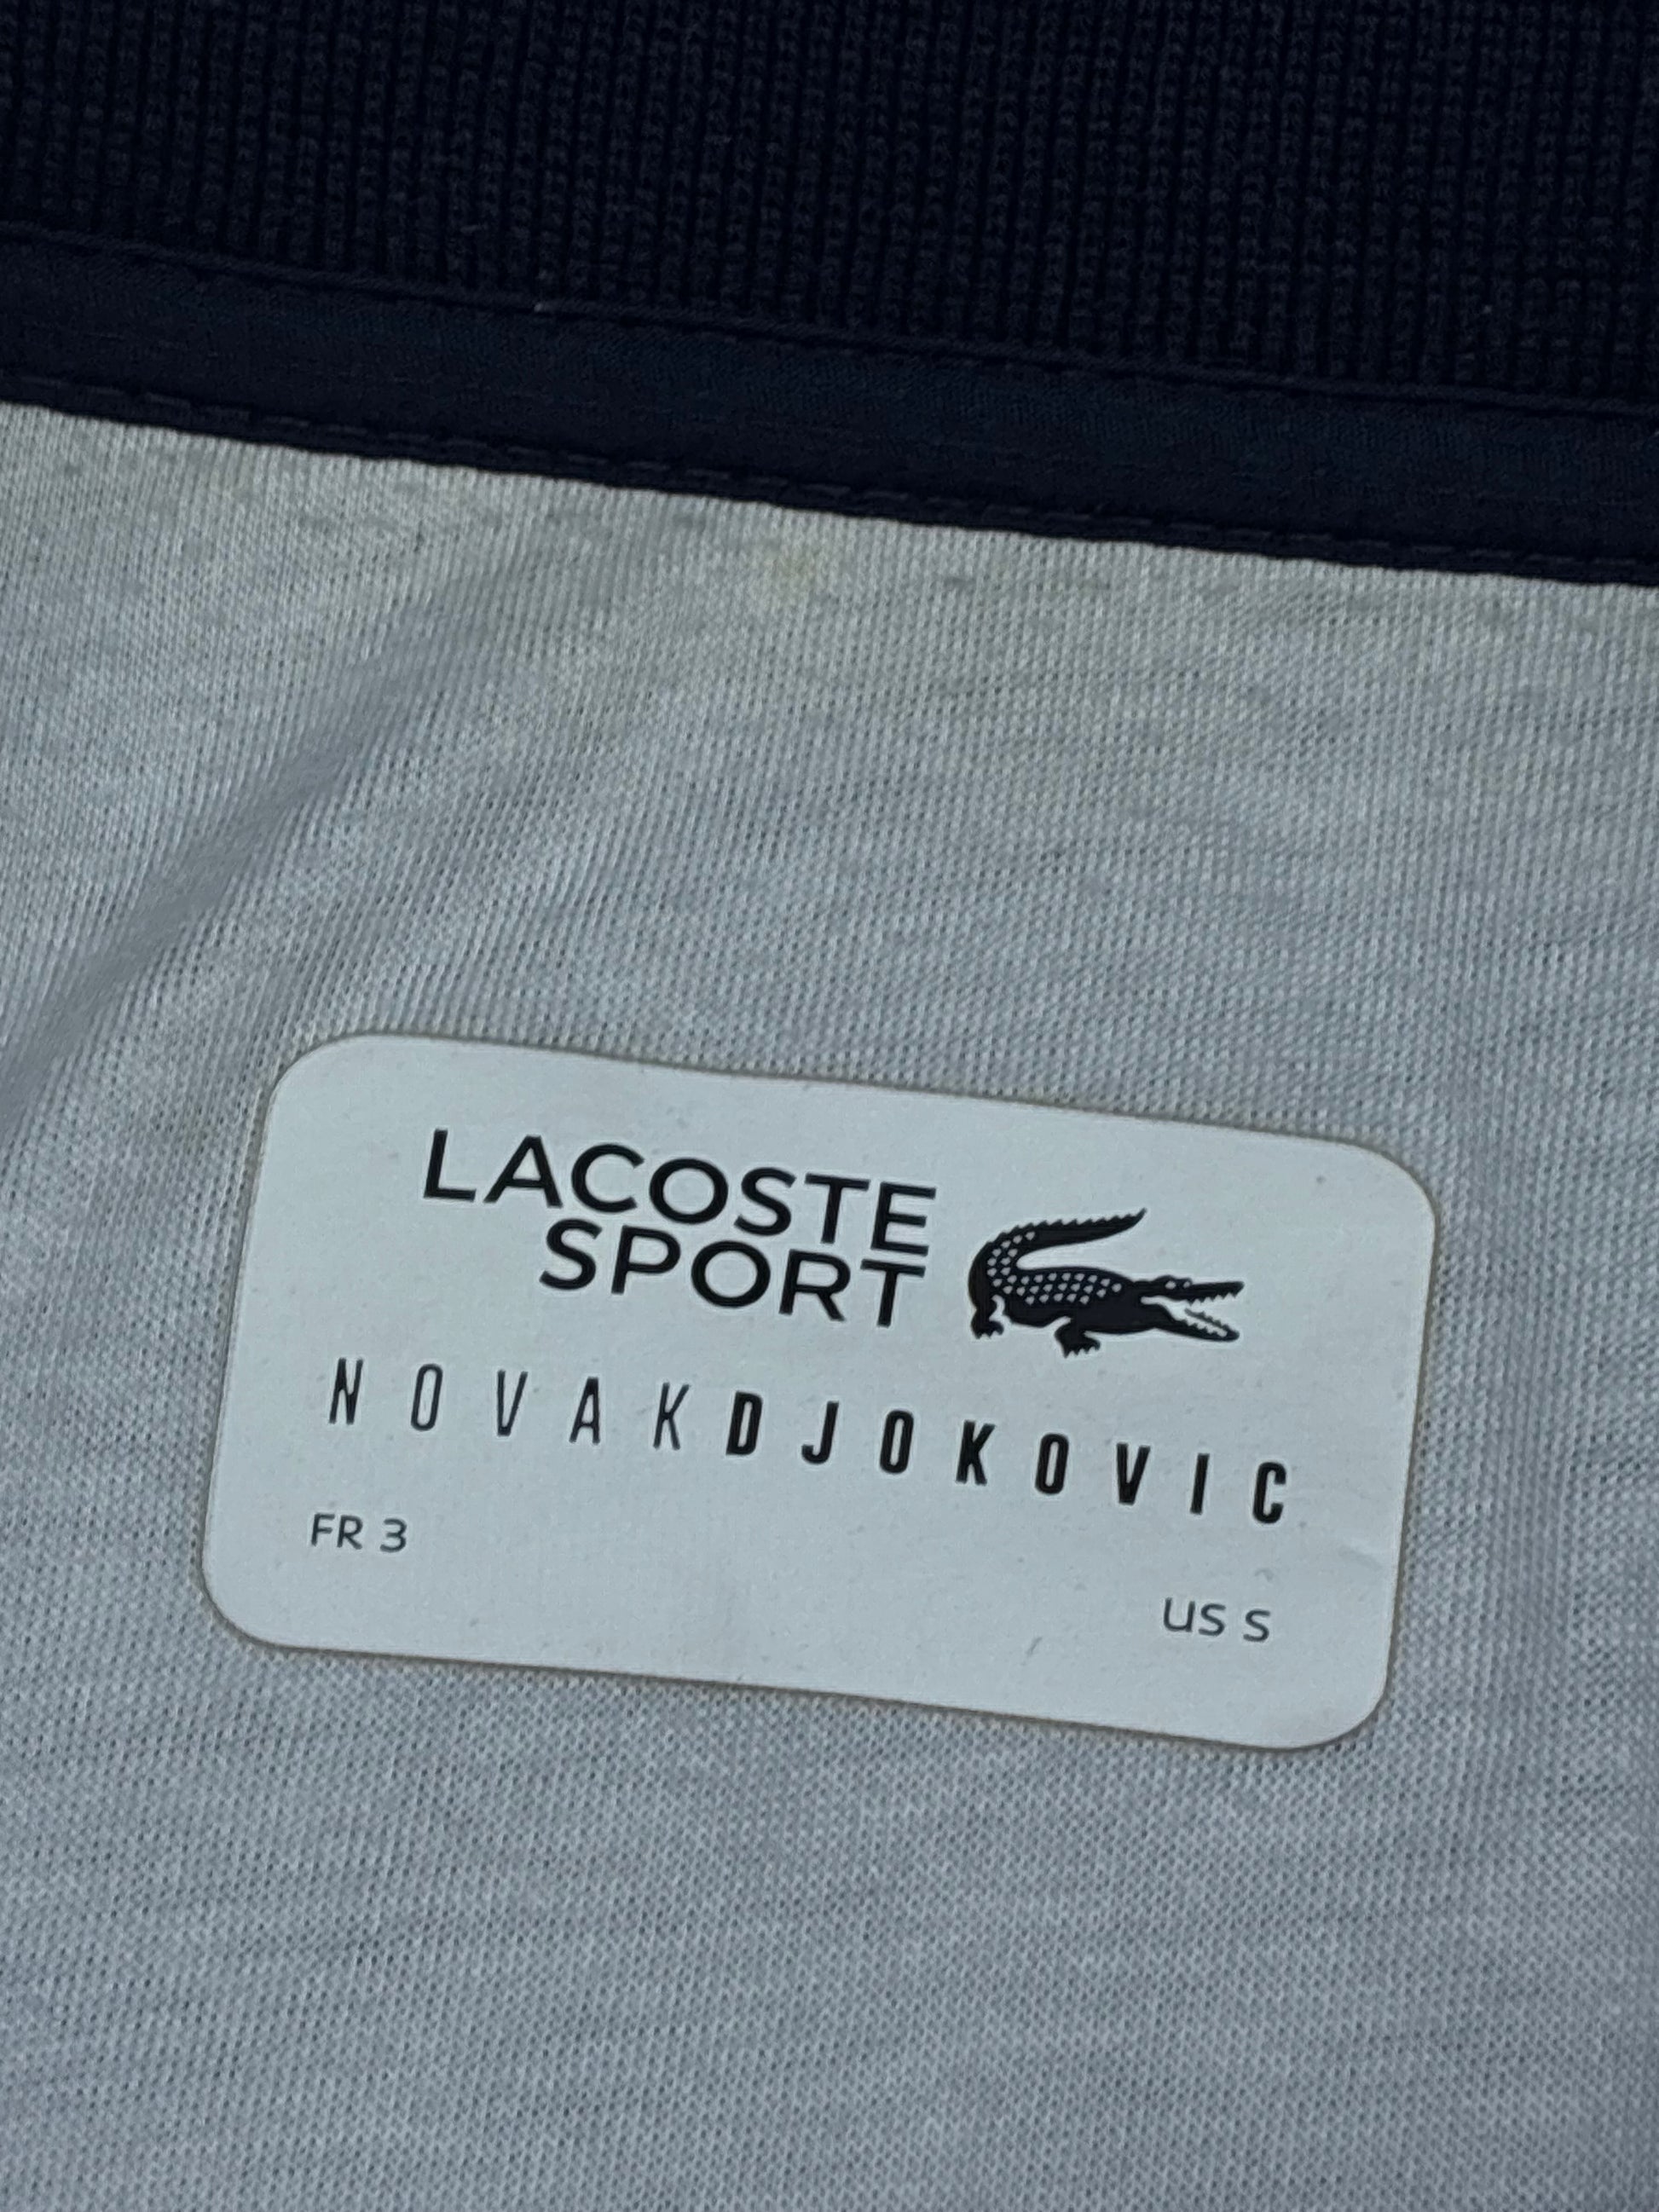 LACOSTE
SPORT
NOVAKDJOKOVIC
FR 3
US S